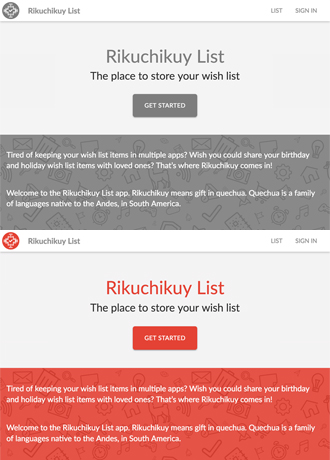 Rikuchikuy List LIST SIGN IN
Rikuchikuy List
The place to store your wish list
GET STARTED
Tired of keeping your wish list items in multiple apps? Wish you could share your birthday
and holiday wish list items with loved ones? That's where Rikuchikuy comes in!
Welcome to the Rikuchikuy List app. Rikuchikuy means gift in quechua. Quechua is a family
of languages native to the Andes, in South America.
Rikuchikuy List LIST SIGN IN
Rikuchikuy List
The place to store your wish list
GET STARTED
Tired of keeping your wish list items in multiple apps? Wish you could share your birthday
and holiday wish list items with loved ones? That's where Rikuchikuy comes in!
Welcome to the Rikuchikuy List app. Rikuchikuy means gift in quechua. Quechua is a family
of languages native to the Andes, in South America.